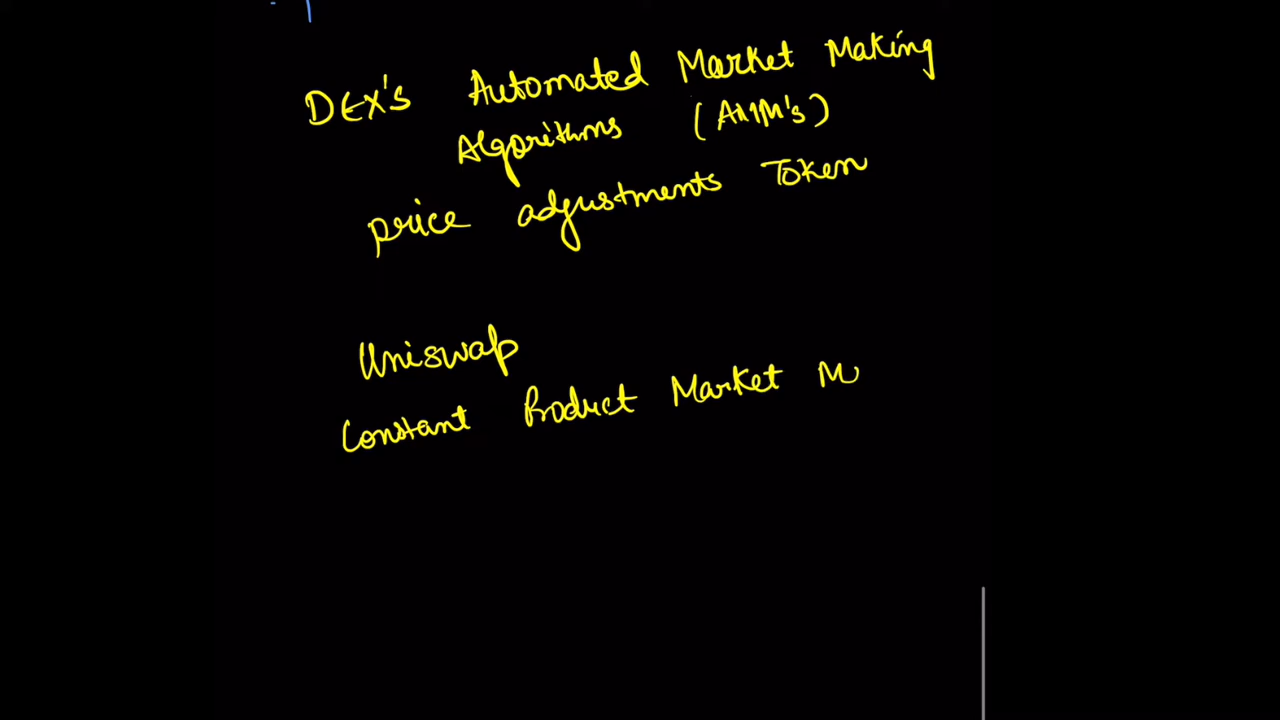 DEX's Automated Market Making
Algorithms (AMM's)
price adjustments Token
Uniswap
Constant Product Market M